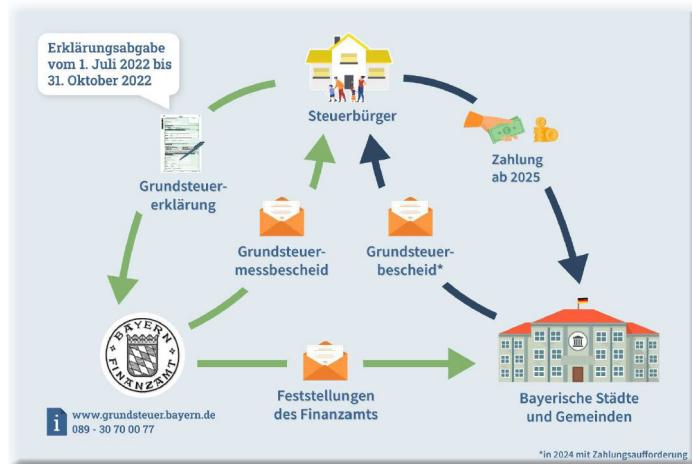 Erklärungsabgabe
vom 1. Juli 2022 bis
31. Oktober 2022
Steuerbürger
Zahlung
ab 2025
Grundsteuer-
erklärung
Grundsteuer-
messbescheid
Grundsteuer-
bescheid*
BAYERN
FINANZAMT
Feststellungen
des Finanzamts
Bayerische Städte
und Gemeinden
i
www.grundsteuer.bayern.de
089 - 30 70 00 77
*in 2024 mit Zahlungsaufforderung